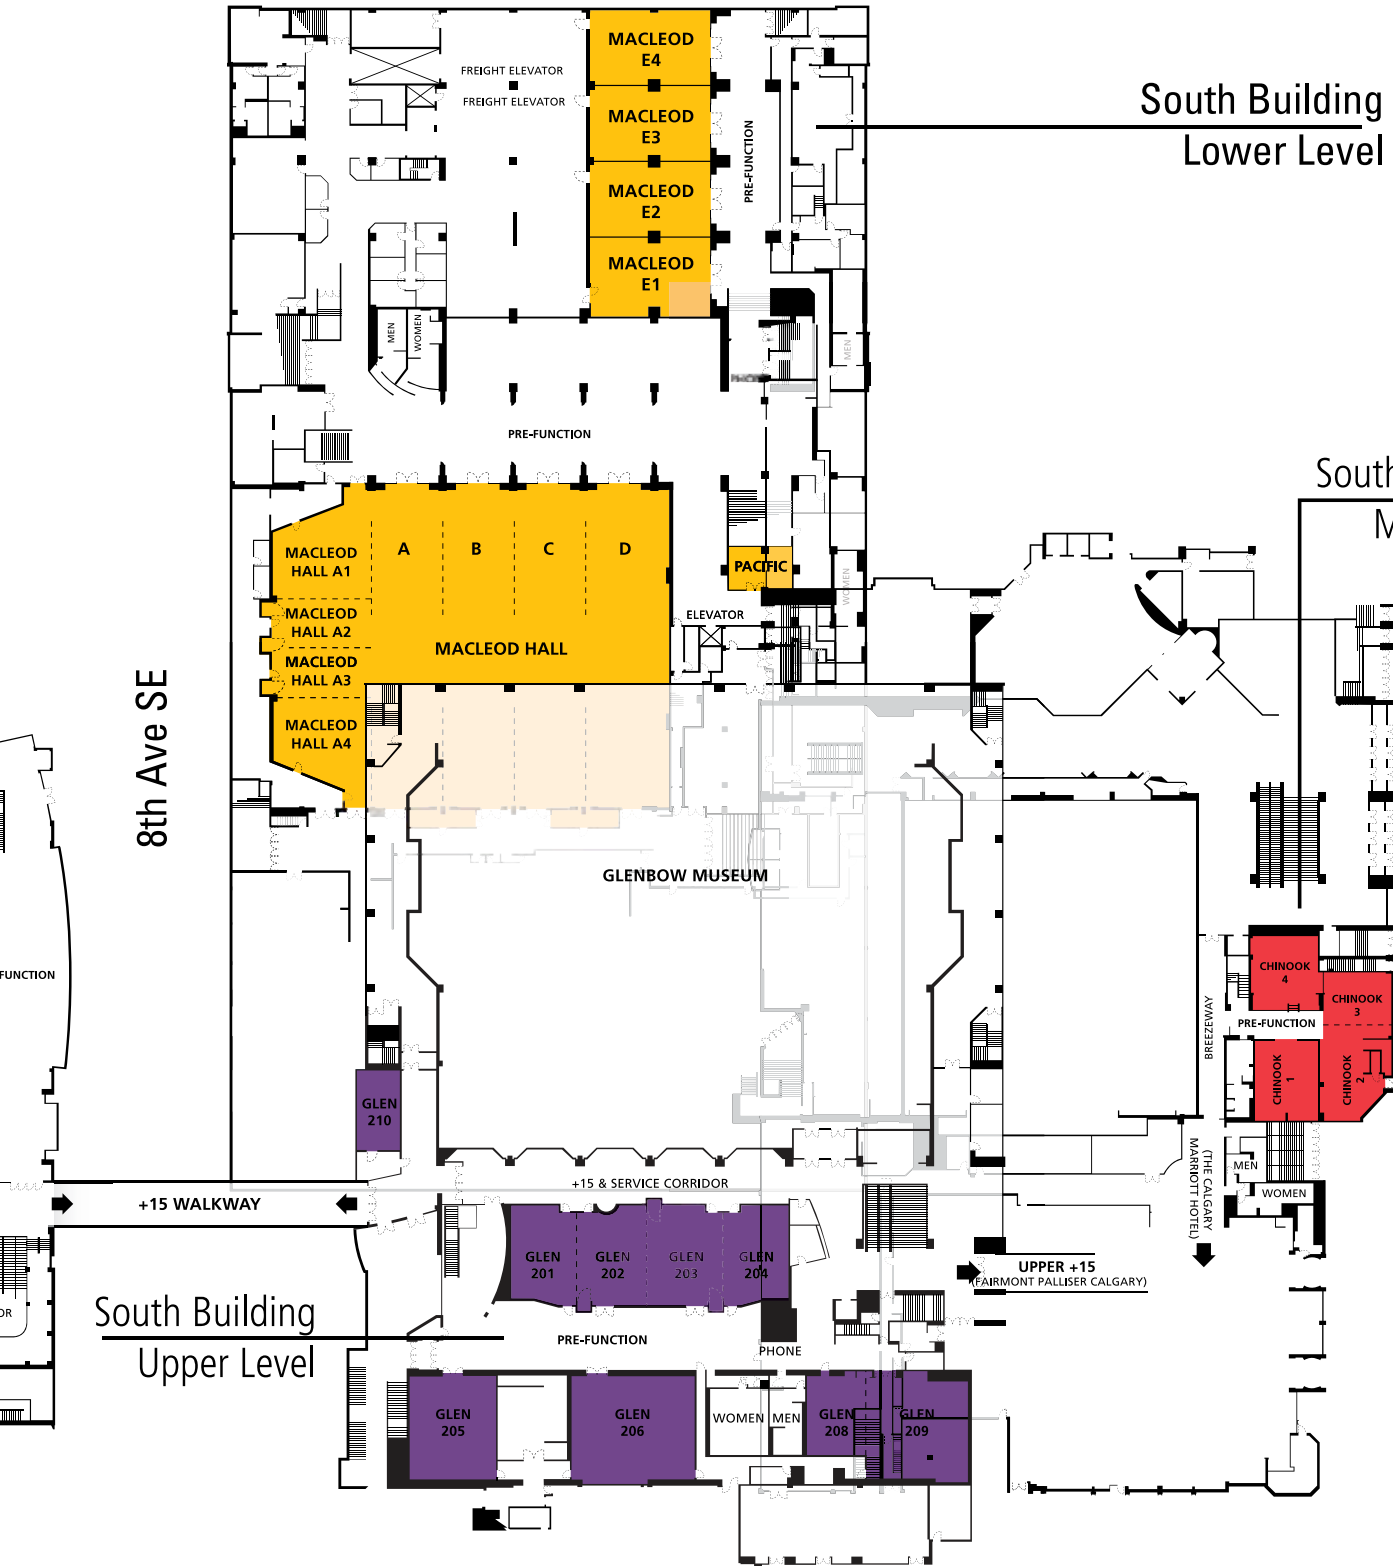 MACLEOD
E4
FREIGHT ELEVATOR
FREIGHT ELEVATOR
MACLEOD
E3
PRE-FUNCTION
South Building
Lower Level
MACLEOD
E2
MACLEOD
E1
MEN
WOMEN
MEN
PRE-FUNCTION
South
M
MACLEOD
HALL A1
A
B
C
D
PACIFIC
WOMEN
MACLEOD
HALL A2
ELEVATOR
MACLEOD HALL
MACLEOD
HALL A3
MACLEOD
HALL A4
8th Ave SE
GLENBOW MUSEUM
FUNCTION
CHINOOK
4
CHINOOK
3
BREEZEWAY
PRE-FUNCTION
CHINOOK
1
CHINOOK
2
GLEN
210
(THE CALGARY
MARRIOTT HOTEL)
MEN
WOMEN
+15 & SERVICE CORRIDOR
+15 WALKWAY
GLEN
201
GLEN
202
GLEN
203
GLEN
204
UPPER +15
(FAIRMONT PALLISER CALGARY)
OR
South Building
Upper Level
PRE-FUNCTION
PHONE
GLEN
205
GLEN
206
WOMEN
MEN
GLEN
208
GLEN
209